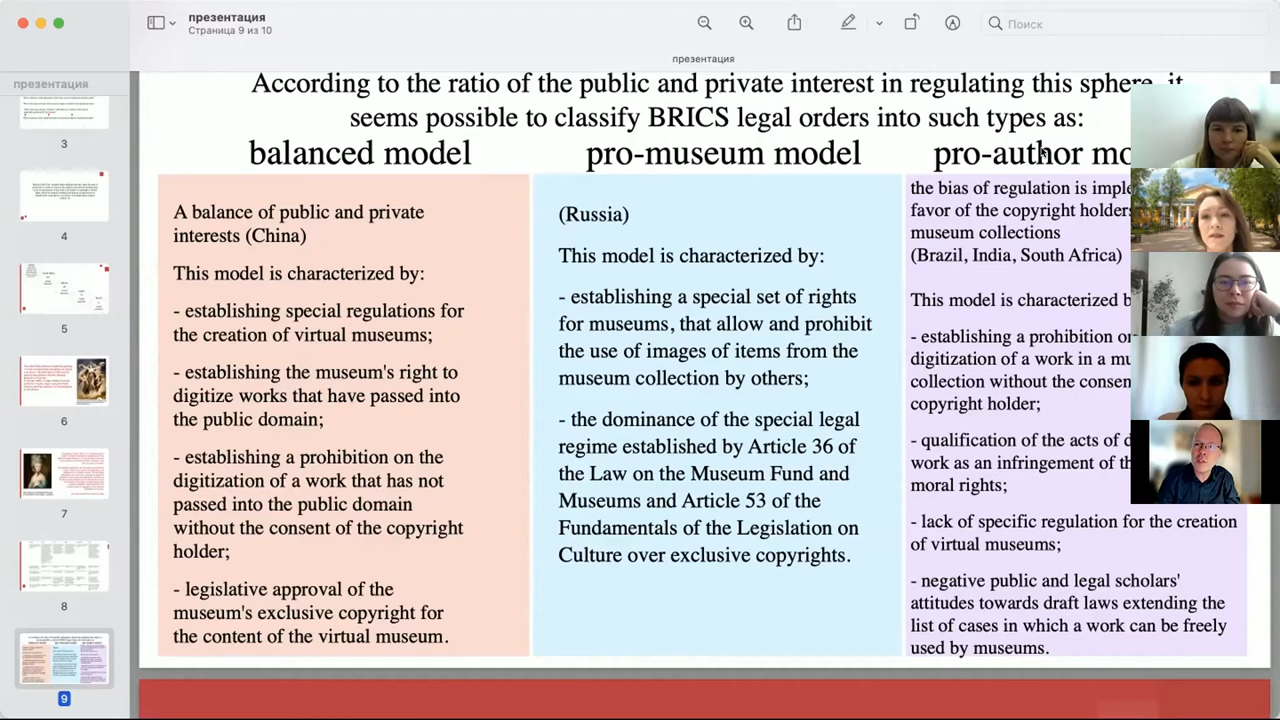 презентация
Страница 9 из 10
Поиск
презентация
презентация
3
4
5
6
7
8
9
According to the ratio of the public and private interest in regulating this sphere, it
seems possible to classify BRICS legal orders into such types as:
balanced model
A balance of public and private
interests (China)
This model is characterized by:
- establishing special regulations for
the creation of virtual museums;
- establishing the museum's right to
digitize works that have passed into
the public domain;
- establishing a prohibition on the
digitization of a work that has not
passed into the public domain
without the consent of the copyright
holder;
- legislative approval of the
museum's exclusive copyright for
the content of the virtual museum.
pro-museum model
(Russia)
This model is characterized by:
- establishing a special set of rights
for museums, that allow and prohibit
the use of images of items from the
museum collection by others;
- the dominance of the special legal
regime established by Article 36 of
the Law on the Museum Fund and
Museums and Article 53 of the
Fundamentals of the Legislation on
Culture over exclusive copyrights.
pro-author mo
the bias of regulation is imple
favor of the copyright holders
museum collections
(Brazil, India, South Africa)
This model is characterized b
- establishing a prohibition on
digitization of a work in a mu
collection without the consen
copyright holder;
- qualification of the acts of d
work as an infringement of th
moral rights;
- lack of specific regulation for the creation
of virtual museums;
- negative public and legal scholars'
attitudes towards draft laws extending the
list of cases in which a work can be freely
used by museums.